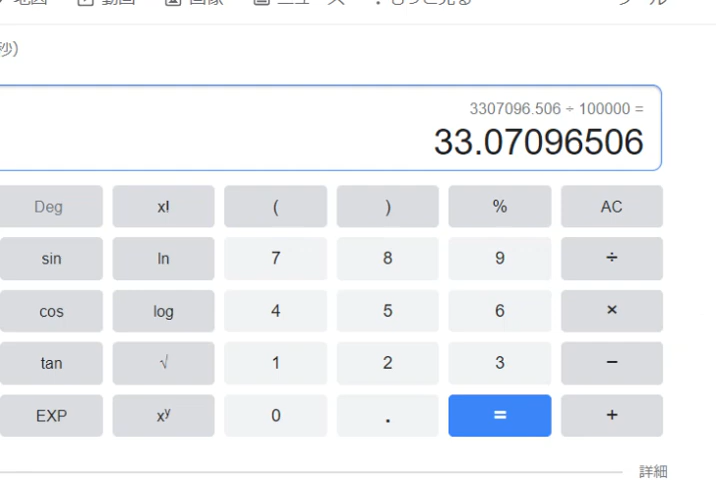 地図 動画 画像 ニュース もっと見る ツール
秒)
3307096.506 ÷ 100000 =
33.07096506
Deg x! ( ) % AC
sin ln 7 8 9 ÷
cos log 4 5 6 ×
tan √ 1 2 3 −
EXP xʸ 0 . = +
詳細